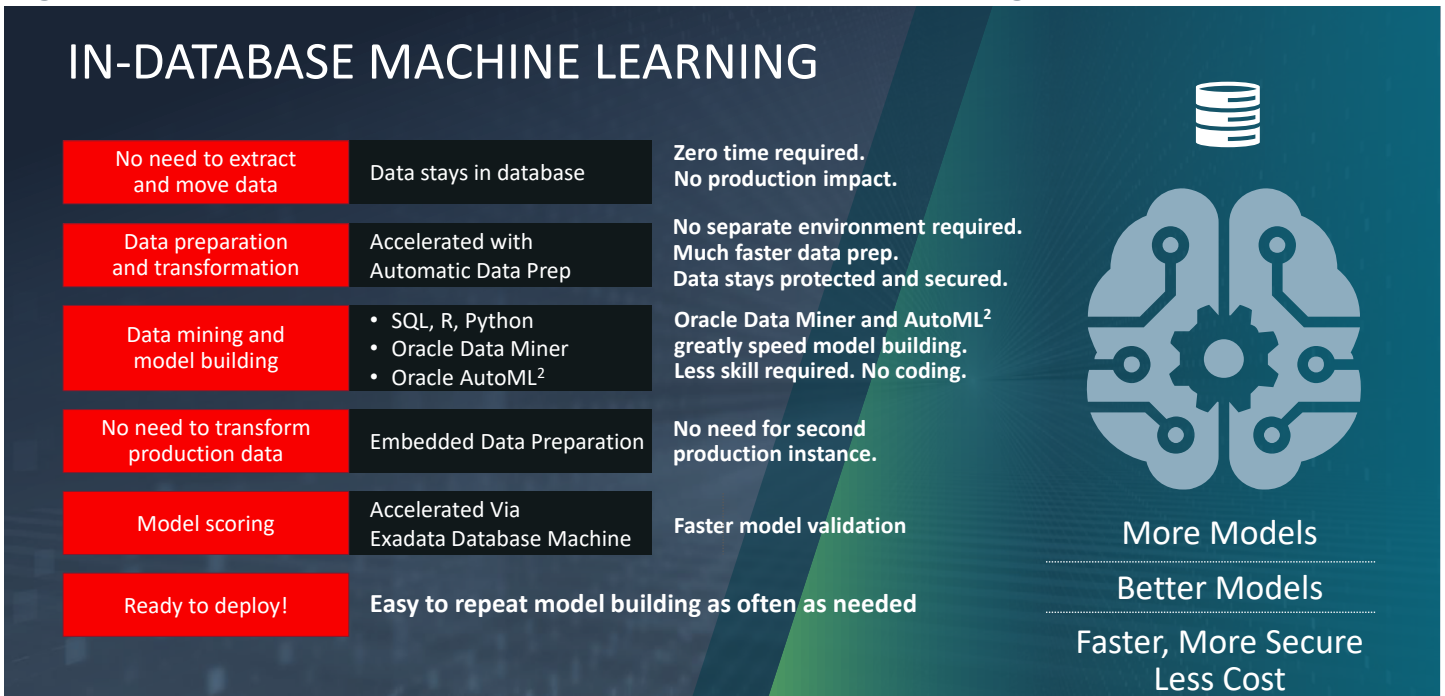 IN-DATABASE MACHINE LEARNING
No need to extract
and move data
Data stays in database
Zero time required.
No production impact.
Data preparation
and transformation
Accelerated with
Automatic Data Prep
No separate environment required.
Much faster data prep.
Data stays protected and secured.
Data mining and
model building
• SQL, R, Python
• Oracle Data Miner
• Oracle AutoML²
Oracle Data Miner and AutoML²
greatly speed model building.
Less skill required. No coding.
No need to transform
production data
Embedded Data Preparation
No need for second
production instance.
Model scoring
Accelerated Via
Exadata Database Machine
Faster model validation
Ready to deploy!
Easy to repeat model building as often as needed
More Models
Better Models
Faster, More Secure
Less Cost